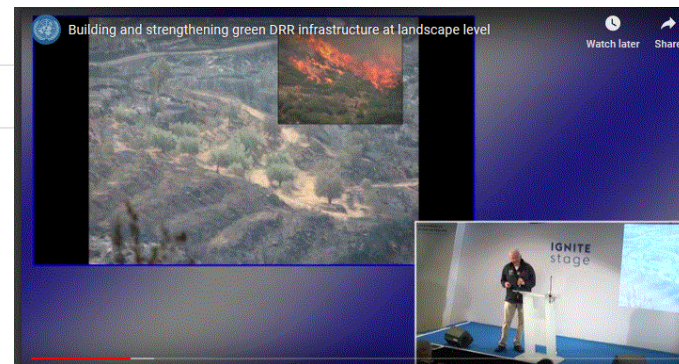 Building and strengthening green DRR infrastructure at landscape level
Watch later
Share
IGNITE
stage